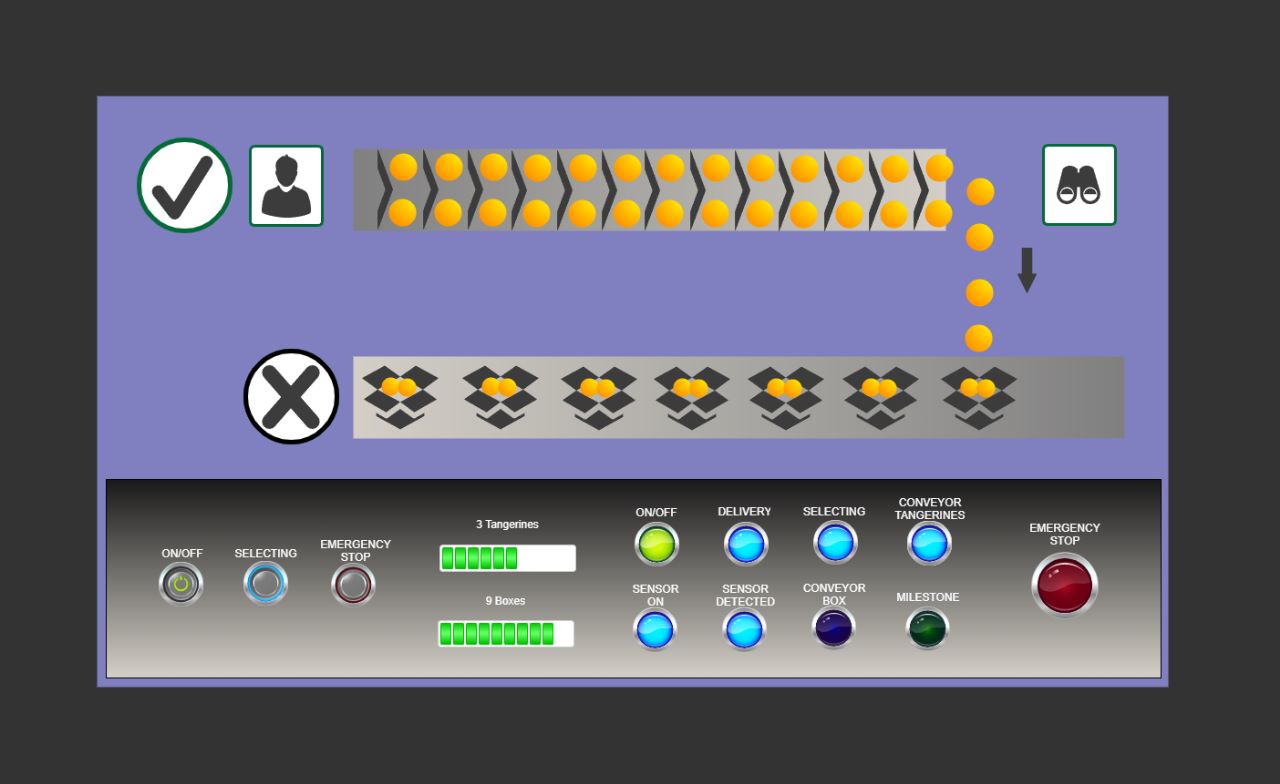 ON/OFF
SELECTING
EMERGENCY
STOP
3 Tangerines
9 Boxes
ON/OFF
DELIVERY
SELECTING
CONVEYOR
TANGERINES
SENSOR
ON
SENSOR
DETECTED
CONVEYOR
BOX
MILESTONE
EMERGENCY
STOP